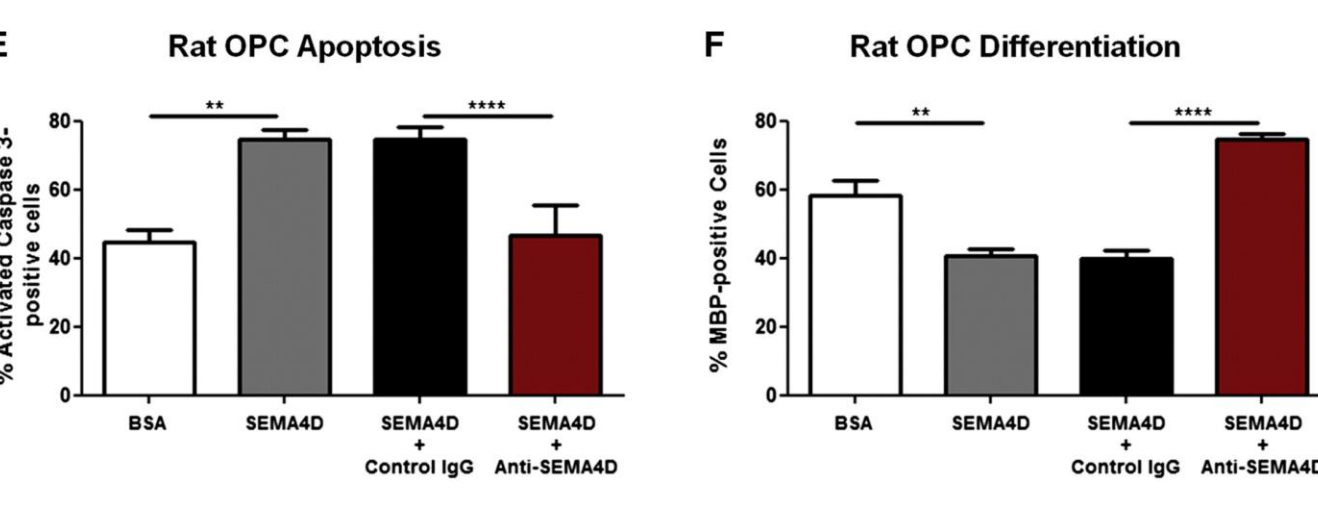 E
Rat OPC Apoptosis
% Activated Caspase 3-
positive cells
**
****
80
60
40
20
0
BSA
SEMA4D
SEMA4D
+
Control IgG
SEMA4D
+
Anti-SEMA4D
F
Rat OPC Differentiation
% MBP-positive Cells
**
****
80
60
40
20
0
BSA
SEMA4D
SEMA4D
+
Control IgG
SEMA4D
+
Anti-SEMA4D